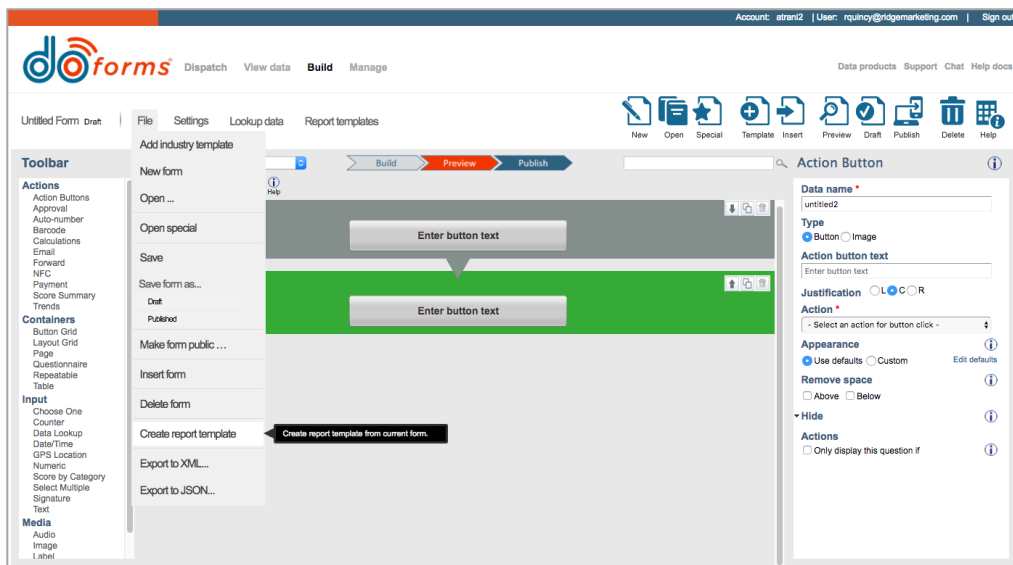 Account: atrani2 | User: rquincy@ridgemarketing.com | Sign out
doforms
Dispatch View data Build Manage
Data products Support Chat Help docs
Untitled Form Draft
File Settings Lookup data Report templates
New Open Special Template Insert Preview Draft Publish Delete Help
Toolbar
Actions
Action Buttons
Approval
Auto-number
Barcode
Calculations
Email
Forward
NFC
Payment
Score Summary
Trends
Containers
Button Grid
Layout Grid
Page
Questionnaire
Repeatable
Table
Input
Choose One
Counter
Data Lookup
Date/Time
GPS Location
Numeric
Score by Category
Select Multiple
Signature
Text
Media
Audio
Image
Label
Add industry template
New form
Open ...
Open special
Save
Save form as...
Draft
Published
Make form public ...
Insert form
Delete form
Create report template
Create report template from current form.
Export to XML...
Export to JSON...
Build Preview Publish
Help
Enter button text
Enter button text
Action Button
Data name *
untitled2
Type
Button Image
Action button text
Enter button text
Justification L C R
Action *
- Select an action for button click -
Appearance
Use defaults Custom Edit defaults
Remove space
Above Below
Hide
Actions
Only display this question if